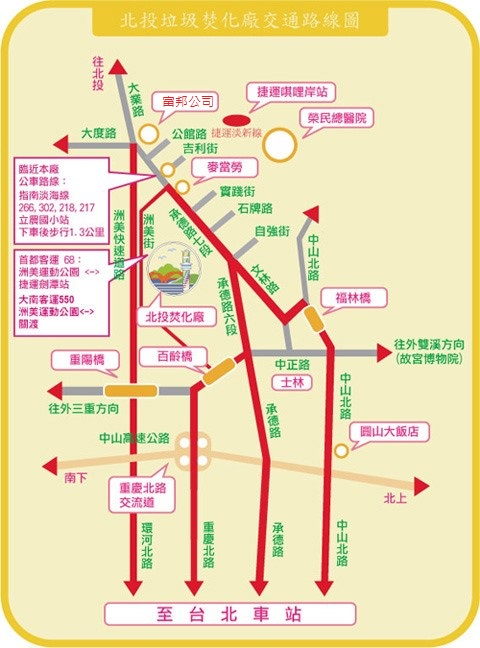 北投垃圾焚化廠交通路線圖
往北投
大業路
富邦公司
捷運唭哩岸站
捷運淡新線
榮民總醫院
大度路
公館路
吉利街
麥當勞
臨近本廠
公車路線：
指南淡海線
266, 302, 218, 217
立農國小站
下車後步行1.3公里
洲美快速道路
洲美街
承德路七段
實踐街
石牌路
自強街
文林路
中山北路
首都客運 68：
洲美運動公園 <->
捷運劍潭站
大南客運550
洲美運動公園<->
關渡
北投焚化廠
承德路六段
福林橋
重陽橋
百齡橋
中正路
士林
往外雙溪方向
(故宮博物院)
往外三重方向
承德路
中山北路
圓山大飯店
中山高速公路
南下
重慶北路
交流道
北上
環河北路
重慶北路
承德路
中山北路
至台北車站